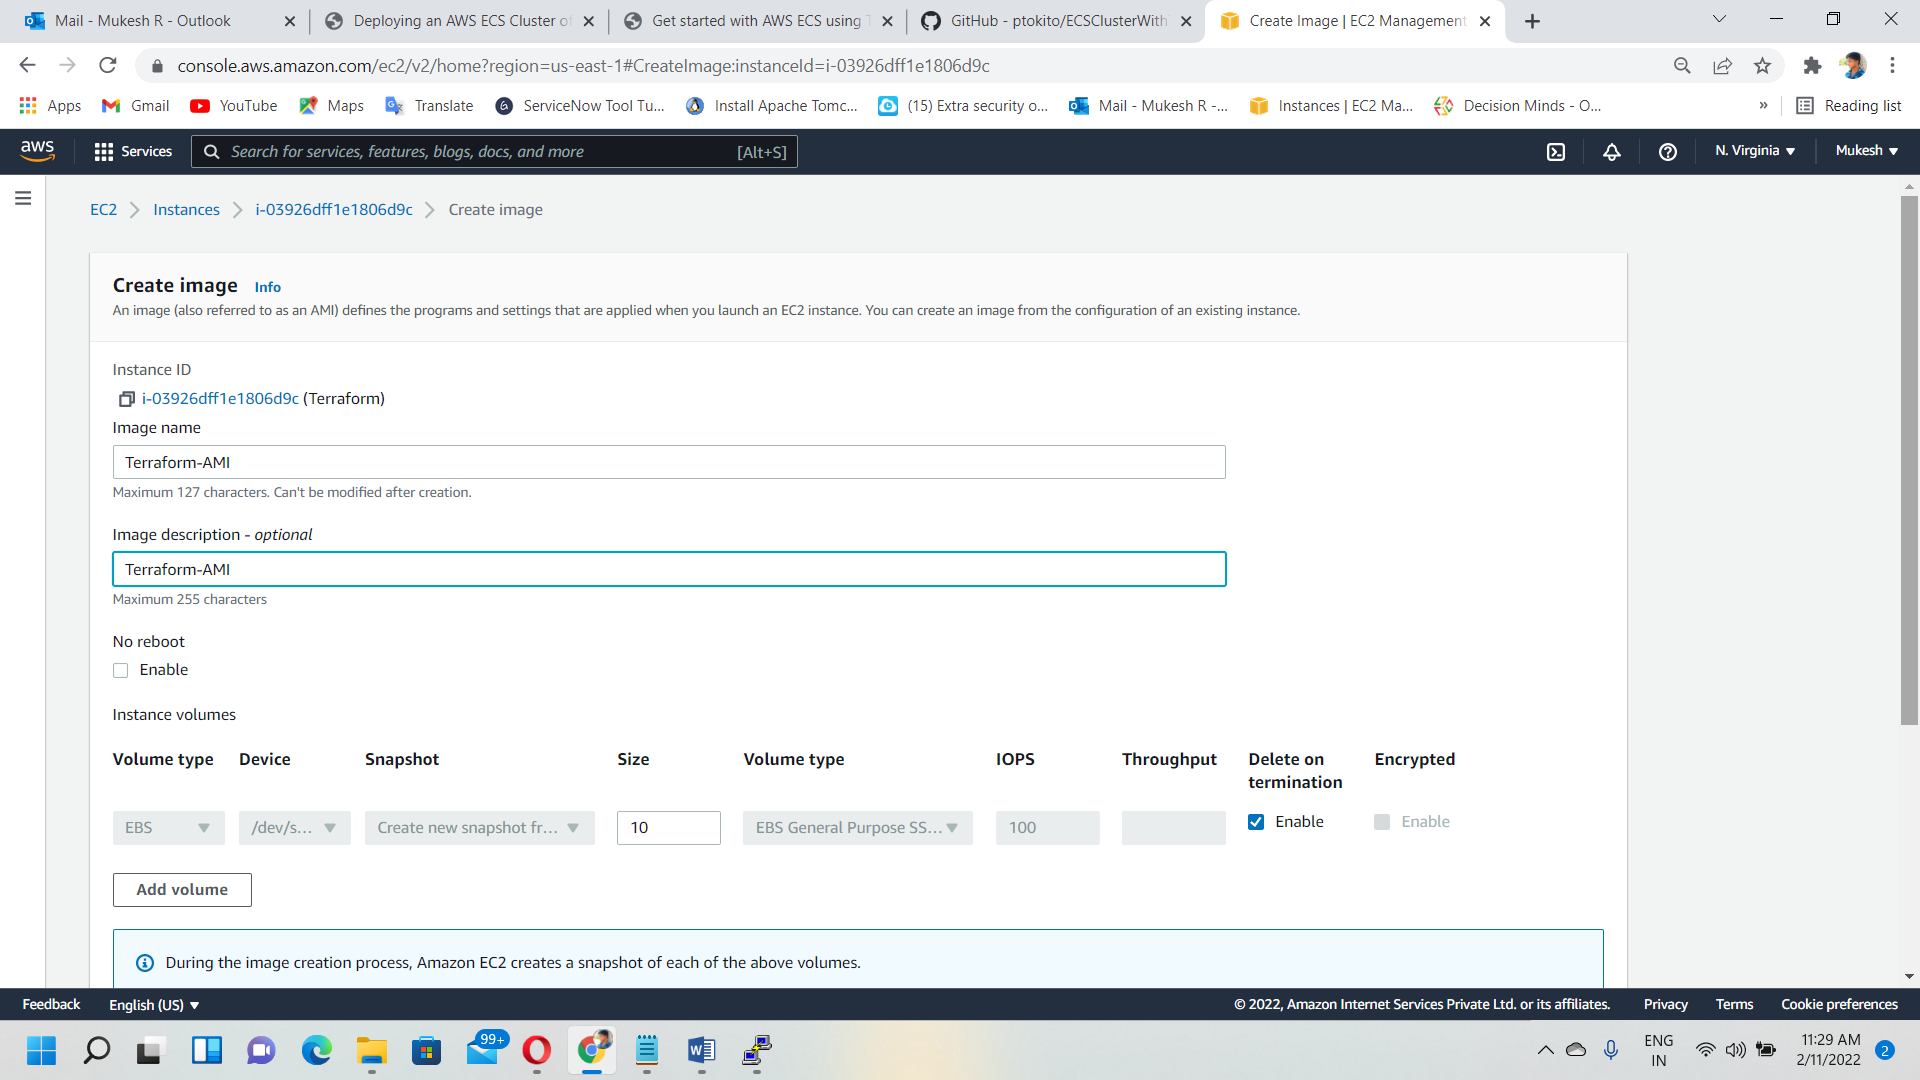 Mail - Mukesh R - Outlook
Deploying an AWS ECS Cluster of
Get started with AWS ECS using T
GitHub - ptokito/ECSClusterWith
Create Image | EC2 Management
console.aws.amazon.com/ec2/v2/home?region=us-east-1#CreateImage:instanceId=i-03926dff1e1806d9c
Apps
Gmail
YouTube
Maps
Translate
ServiceNow Tool Tu...
Install Apache Tomc...
(15) Extra security o...
Mail - Mukesh R -...
Instances | EC2 Ma...
Decision Minds - O...
»
Reading list
aws
Services
Search for services, features, blogs, docs, and more
[Alt+S]
N. Virginia
Mukesh
EC2
Instances
i-03926dff1e1806d9c
Create image
Create image Info
An image (also referred to as an AMI) defines the programs and settings that are applied when you launch an EC2 instance. You can create an image from the configuration of an existing instance.
Instance ID
i-03926dff1e1806d9c (Terraform)
Image name
Terraform-AMI
Maximum 127 characters. Can't be modified after creation.
Image description - optional
Terraform-AMI
Maximum 255 characters
No reboot
Enable
Instance volumes
Volume type Device Snapshot Size Volume type IOPS Throughput Delete on termination Encrypted
EBS /dev/s... Create new snapshot fr... 10 EBS General Purpose SS... 100 Enable Enable
Add volume
During the image creation process, Amazon EC2 creates a snapshot of each of the above volumes.
Feedback English (US) © 2022, Amazon Internet Services Private Ltd. or its affiliates. Privacy Terms Cookie preferences
99+
ENG
IN
11:29 AM
2/11/2022
2